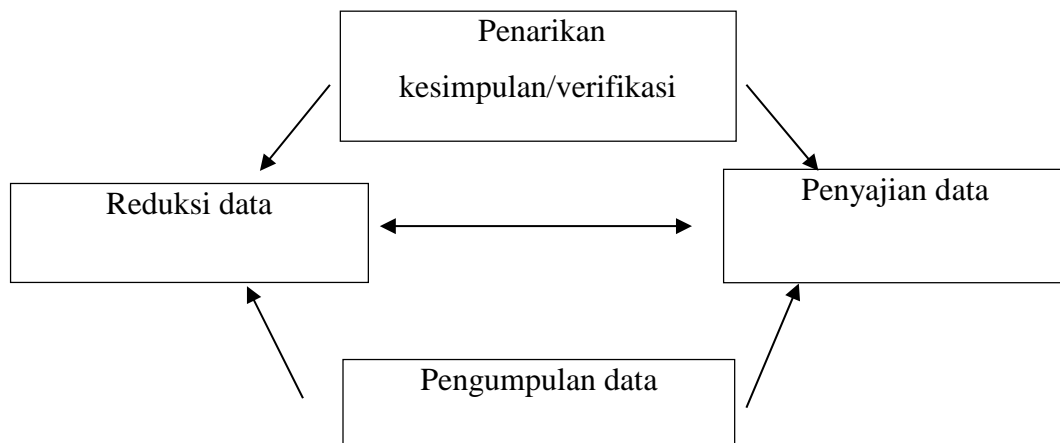 Penarikan
kesimpulan/verifikasi
Reduksi data
Penyajian data
Pengumpulan data